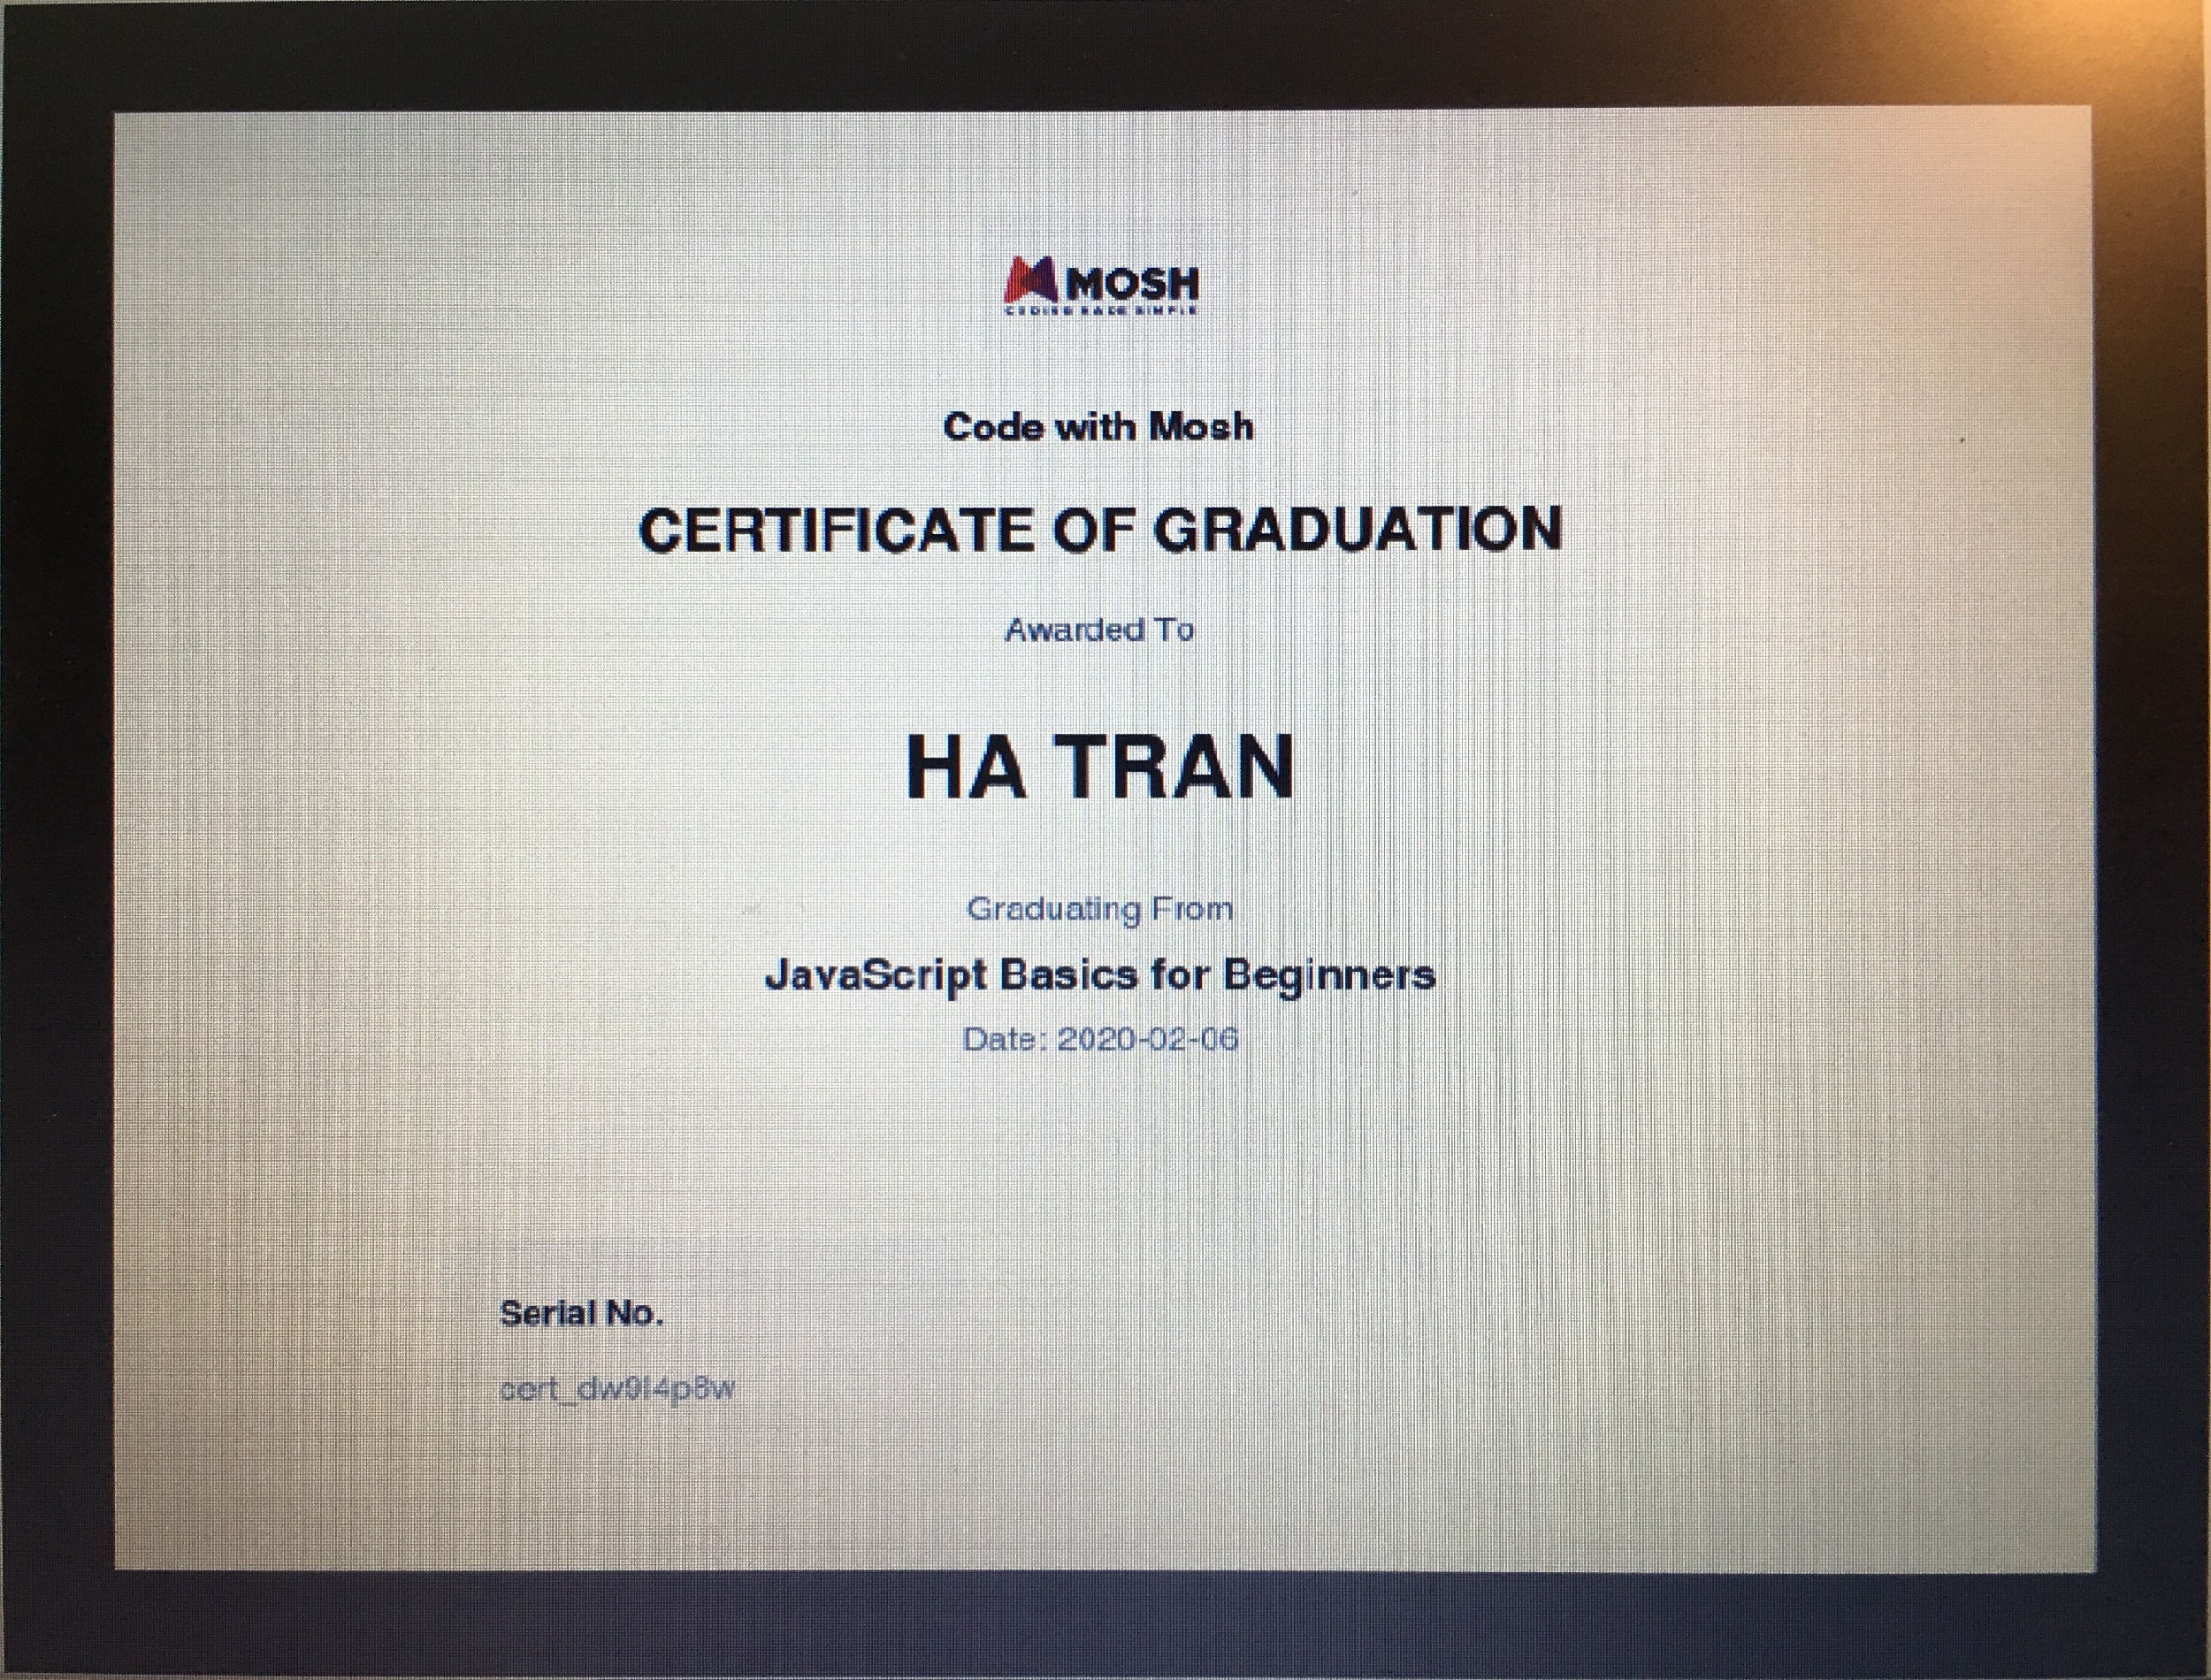 MOSH
CODING MADE SIMPLE
Code with Mosh
CERTIFICATE OF GRADUATION
Awarded To
HA TRAN
Graduating From
JavaScript Basics for Beginners
Date: 2020-02-06
Serial No.